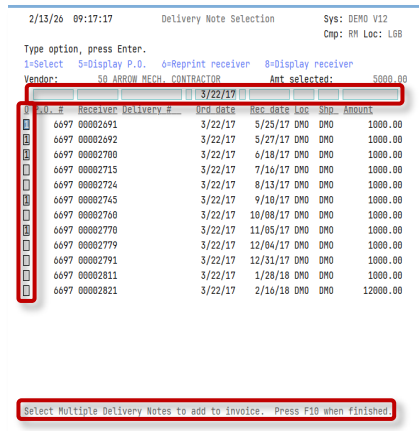 2/13/26 09:17:17 Delivery Note Selection Sys: DEMO V12
Cmp: RM Loc: LGB
Type option, press Enter.
1=Select 5=Display P.O. 6=Reprint receiver 8=Display receiver
Vendor: 50 ARROW MECH. CONTRACTOR Amt selected: 5000.00
3/22/17
O P.O. # Receiver Delivery # Ord date Rec date Loc Shp Amount
6697 00002691 3/22/17 5/25/17 DMO DMO 1000.00
1 6697 00002692 3/22/17 5/27/17 DMO DMO 1000.00
1 6697 00002700 3/22/17 6/18/17 DMO DMO 1000.00
6697 00002715 3/22/17 7/16/17 DMO DMO 1000.00
6697 00002724 3/22/17 8/13/17 DMO DMO 1000.00
1 6697 00002745 3/22/17 9/10/17 DMO DMO 1000.00
6697 00002760 3/22/17 10/08/17 DMO DMO 1000.00
1 6697 00002770 3/22/17 11/05/17 DMO DMO 1000.00
6697 00002779 3/22/17 12/04/17 DMO DMO 1000.00
6697 00002791 3/22/17 12/31/17 DMO DMO 1000.00
6697 00002811 3/22/17 1/28/18 DMO DMO 1000.00
6697 00002821 3/22/17 2/16/18 DMO DMO 12000.00
Select Multiple Delivery Notes to add to invoice. Press F10 when finished.